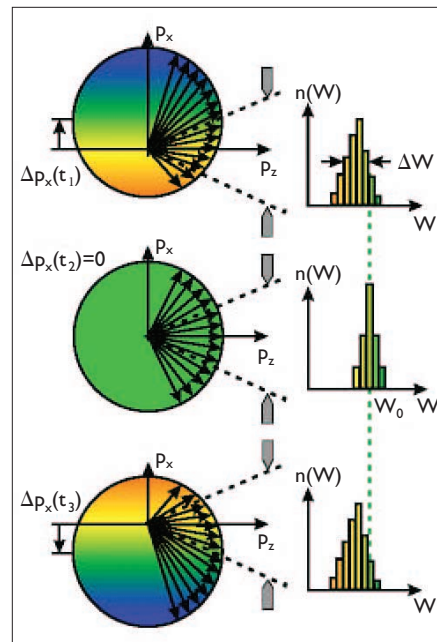 Pₓ
n(W)
ΔW
P_z
Δpₓ(t₁)
W
Δpₓ(t₂)=0
Pₓ
n(W)
P_z
W₀
W
Δpₓ(t₃)
Pₓ
n(W)
P_z
W